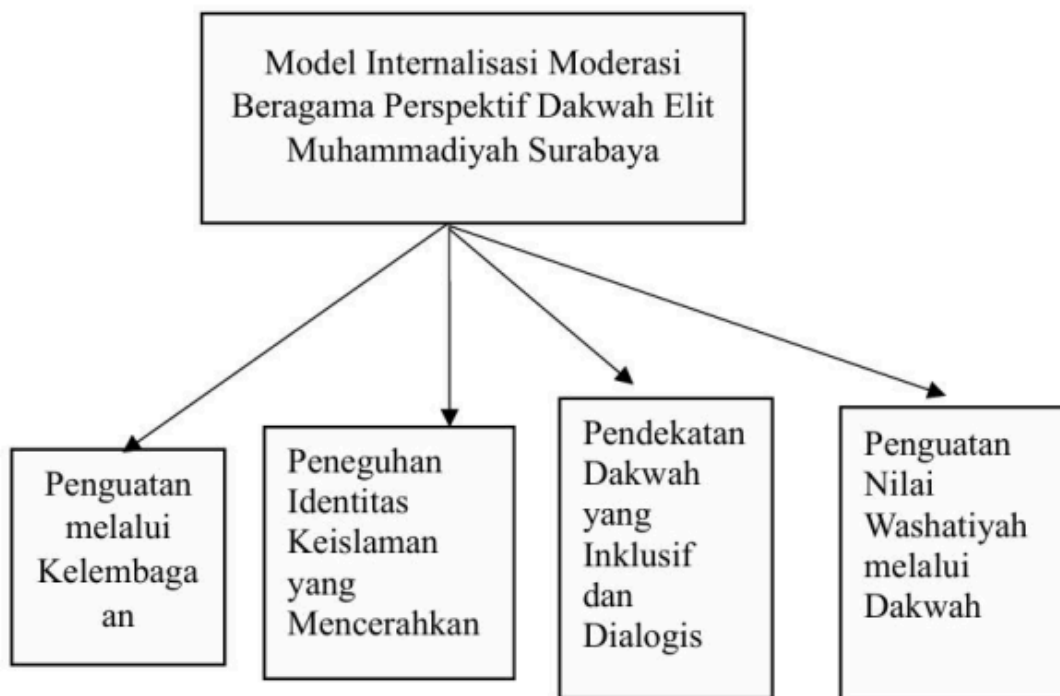 Model Internalisasi Moderasi
Beragama Perspektif Dakwah Elit
Muhammadiyah Surabaya
Penguatan
melalui
Kelembaga
an
Peneguhan
Identitas
Keislaman
yang
Mencerahkan
Pendekatan
Dakwah
yang
Inklusif
dan
Dialogis
Penguatan
Nilai
Washatiyah
melalui
Dakwah